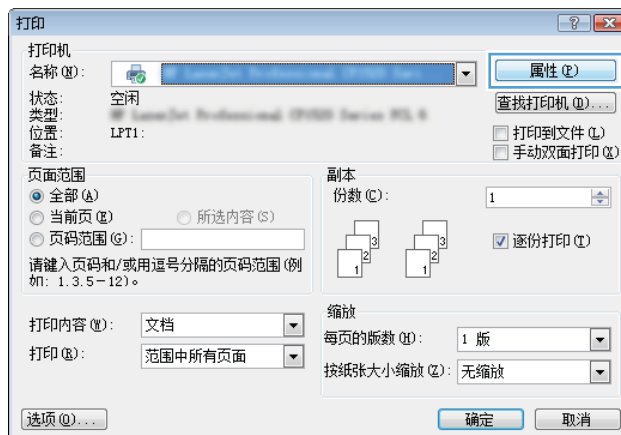 打印
打印机
名称(N):
属性(P)
状态: 空闲
类型:
查找打印机(D)...
位置: LPT1:
打印到文件(L)
备注:
手动双面打印(X)
页面范围
全部(A)
当前页(E) 所选内容(S)
页码范围(G):
请键入页码和/或用逗号分隔的页码范围(例
如: 1.3.5-12)。
副本
份数(C): 1
3 3
2 2
1 1
逐份打印(T)
打印内容(W): 文档
打印(R): 范围中所有页面
缩放
每页的版数(H): 1 版
按纸张大小缩放(Z): 无缩放
选项(O)...
确定 取消